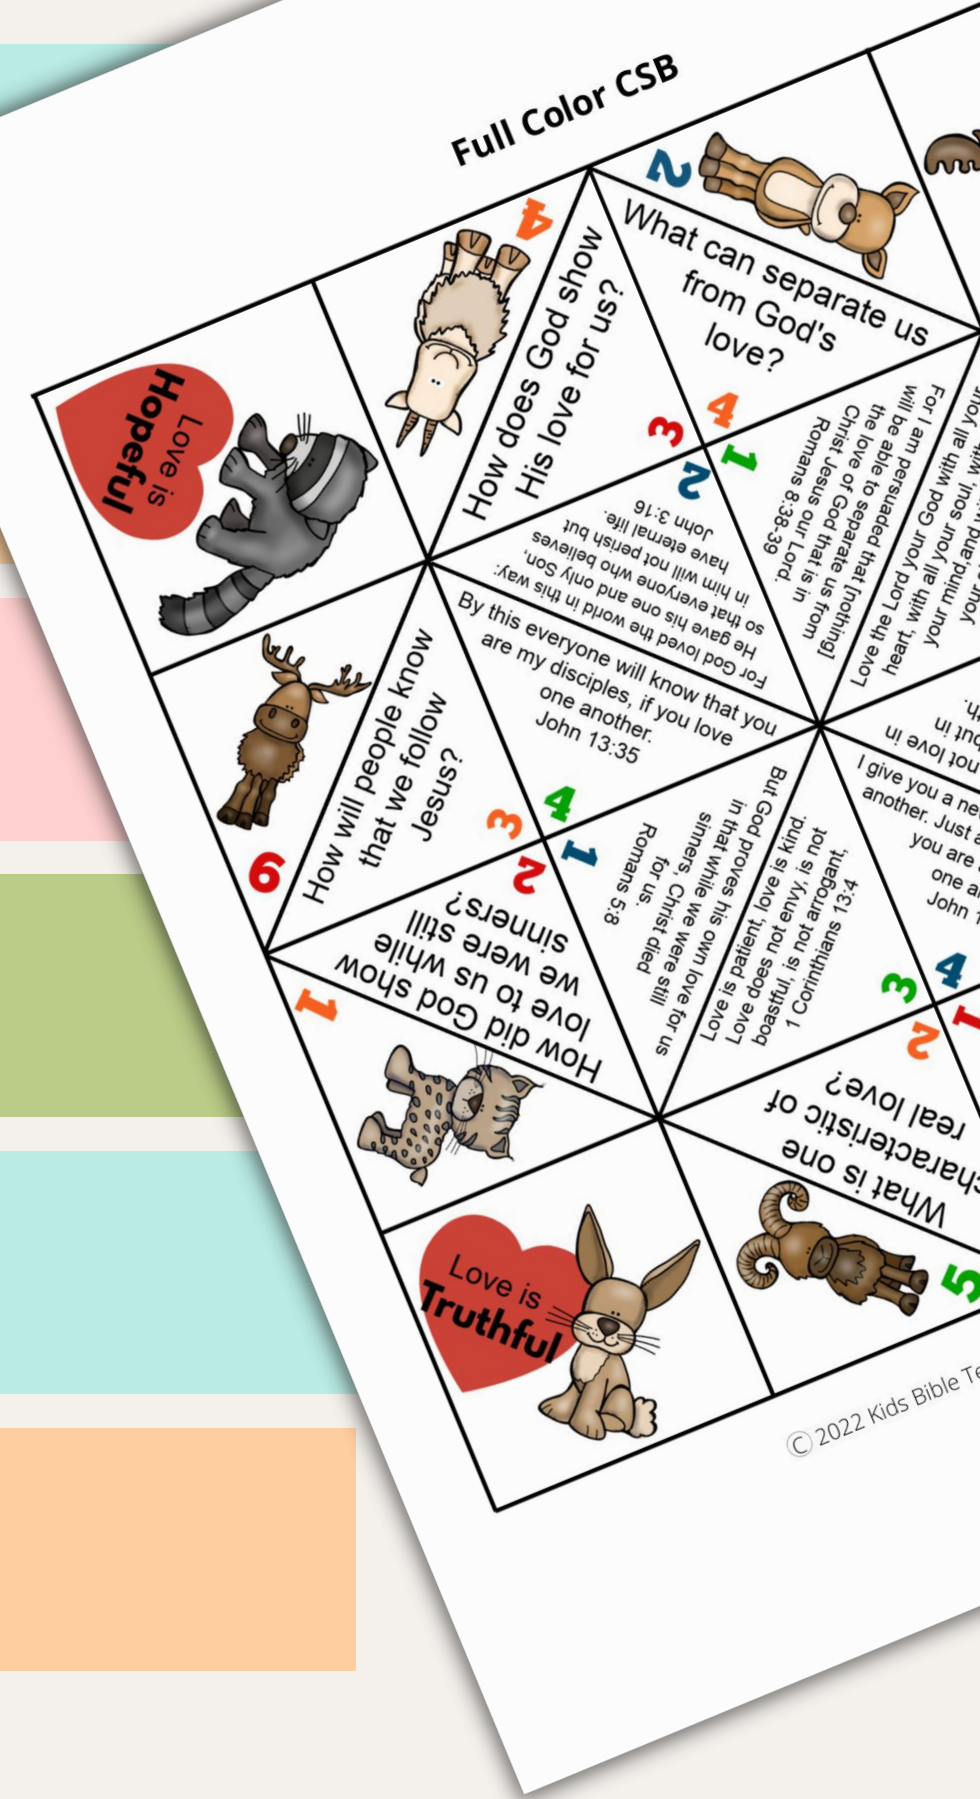 Full Color CSB
2
What can separate us
from God's
love?
4
How does God show
His love for us?
Love is
Hopeful
3
4
2
1
For God loved the world in this way:
He gave his one and only Son,
so that everyone who believes
in him will not perish but
have eternal life.
John 3:16
For I am persuaded that [nothing]
will be able to separate us from
the love of God that is in
Christ Jesus our Lord.
Romans 8:38-39
Love the Lord your God with all your
heart, with all your soul, with
your mind, and
your
By this everyone will know that you
are my disciples, if you love
one another.
John 13:35
How will people know
that we follow
Jesus?
6
3
4
2
1
not love in
I give you a
another. Just
you are
one
John
But God proves his own love for us
in that while we were still
sinners, Christ died
for us.
Romans 5:8
Love is patient, love is kind.
Love does not envy, is not
boastful, is not arrogant,
1 Corinthians 13:4
How did God show
love to us while
we were still
sinners?
1
3
4
2
1
What is one
characteristic of
real love?
5
Love is
Truthful
© 2022 Kids Bible